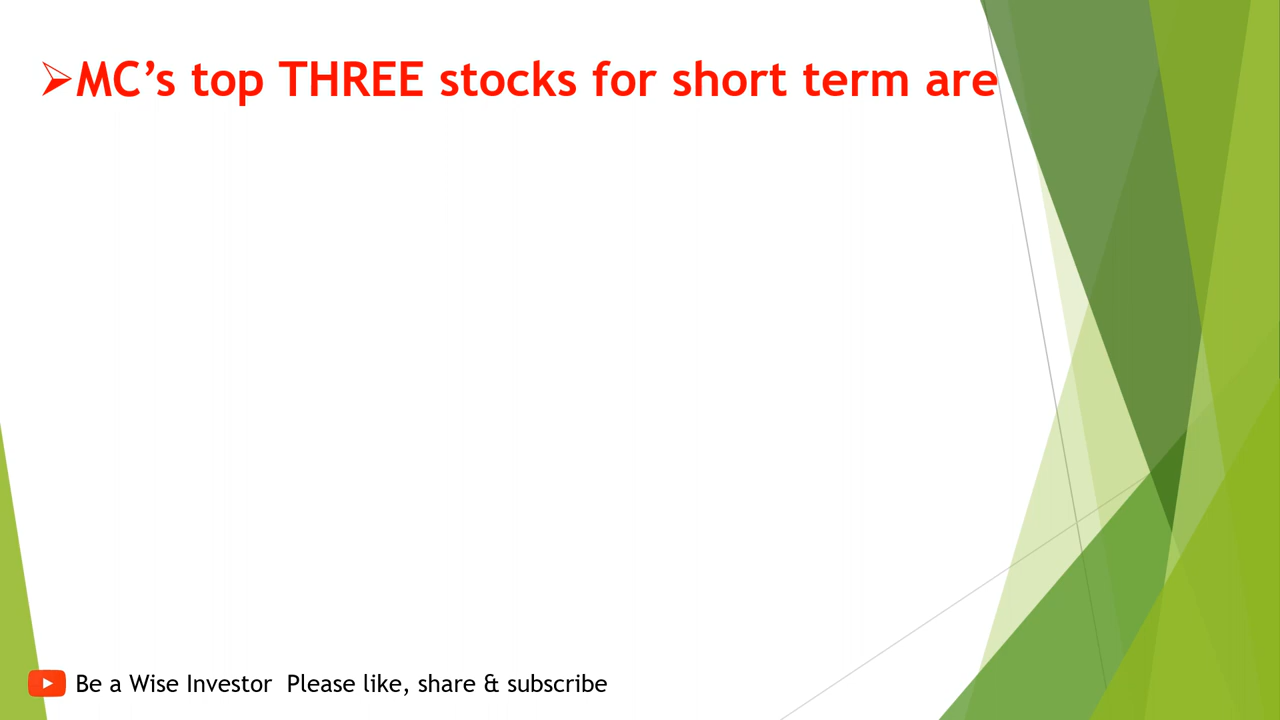 ➢MC’s top THREE stocks for short term are
Be a Wise Investor  Please like, share & subscribe